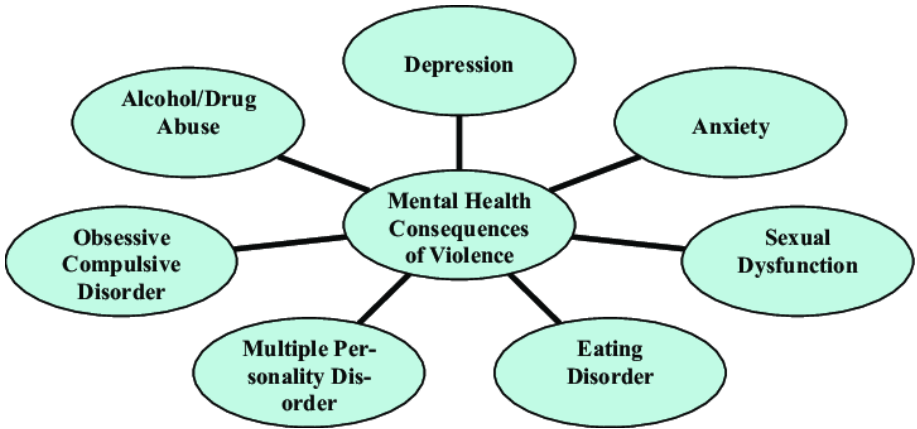 Depression
Alcohol/Drug
Abuse
Anxiety
Mental Health
Consequences
of Violence
Obsessive
Compulsive
Disorder
Sexual
Dysfunction
Multiple Per-
sonality Dis-
order
Eating
Disorder